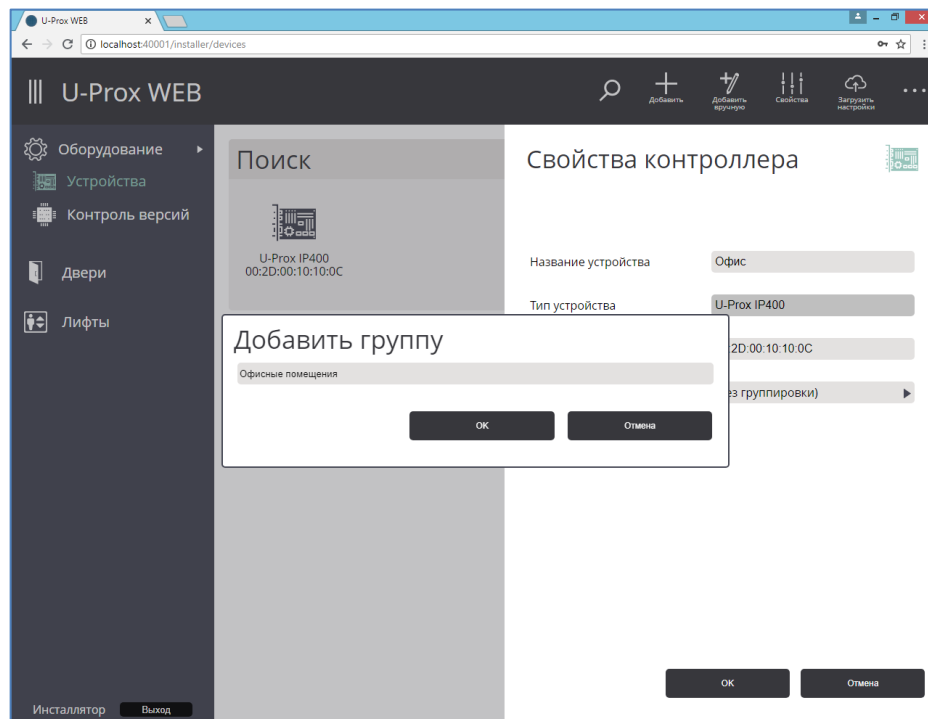 U-Prox WEB
localhost:40001/installer/devices
U-Prox WEB
Добавить
Добавить
вручную
Свойства
Загрузить
настройки
Оборудование
Устройства
Контроль версий
Двери
Лифты
Поиск
U-Prox IP400
00:2D:00:10:10:0C
Свойства контроллера
Название устройства
Офис
Тип устройства
U-Prox IP400
:2D:00:10:10:0C
ез группировки)
Добавить группу
Офисные помещения
ОК
Отмена
ОК
Отмена
Инсталлятор
Выход